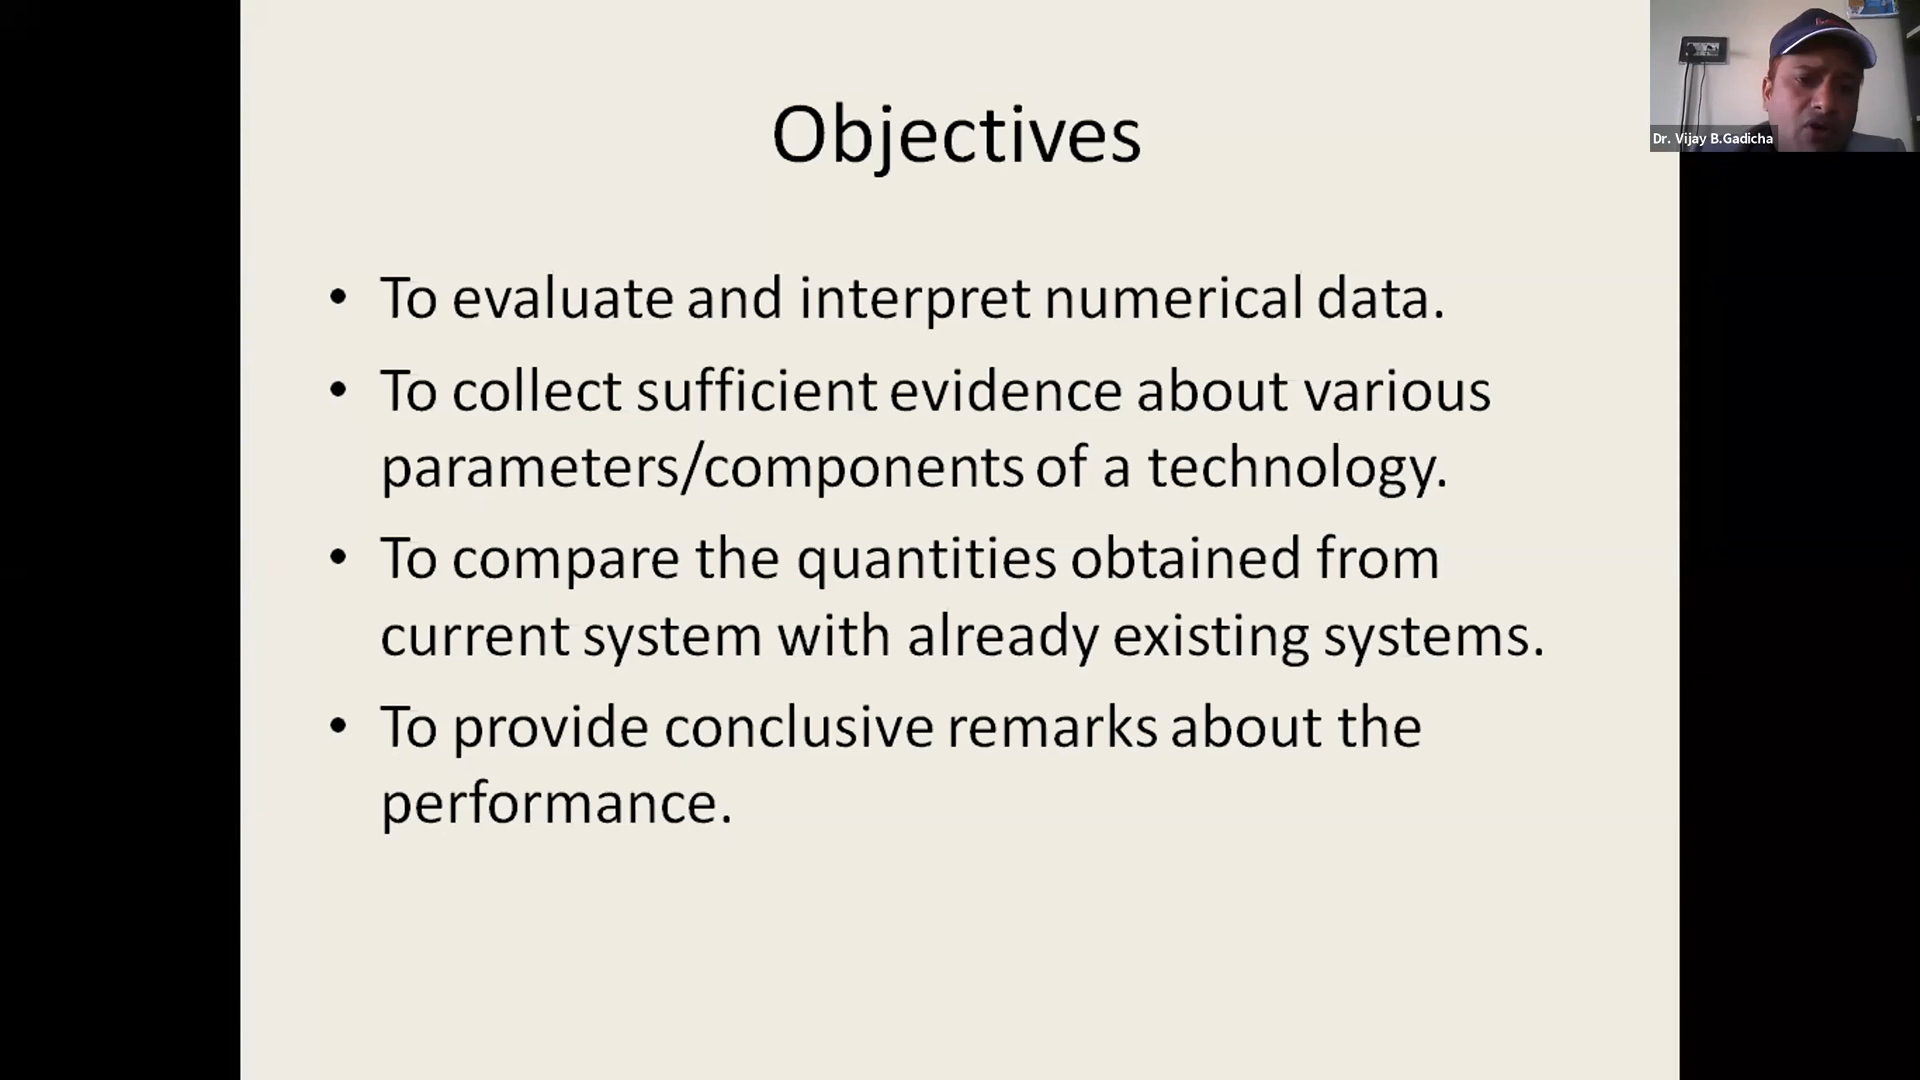 Objectives
• To evaluate and interpret numerical data.
• To collect sufficient evidence about various
parameters/components of a technology.
• To compare the quantities obtained from
current system with already existing systems.
• To provide conclusive remarks about the
performance.
Dr. Vijay B.Gadicha